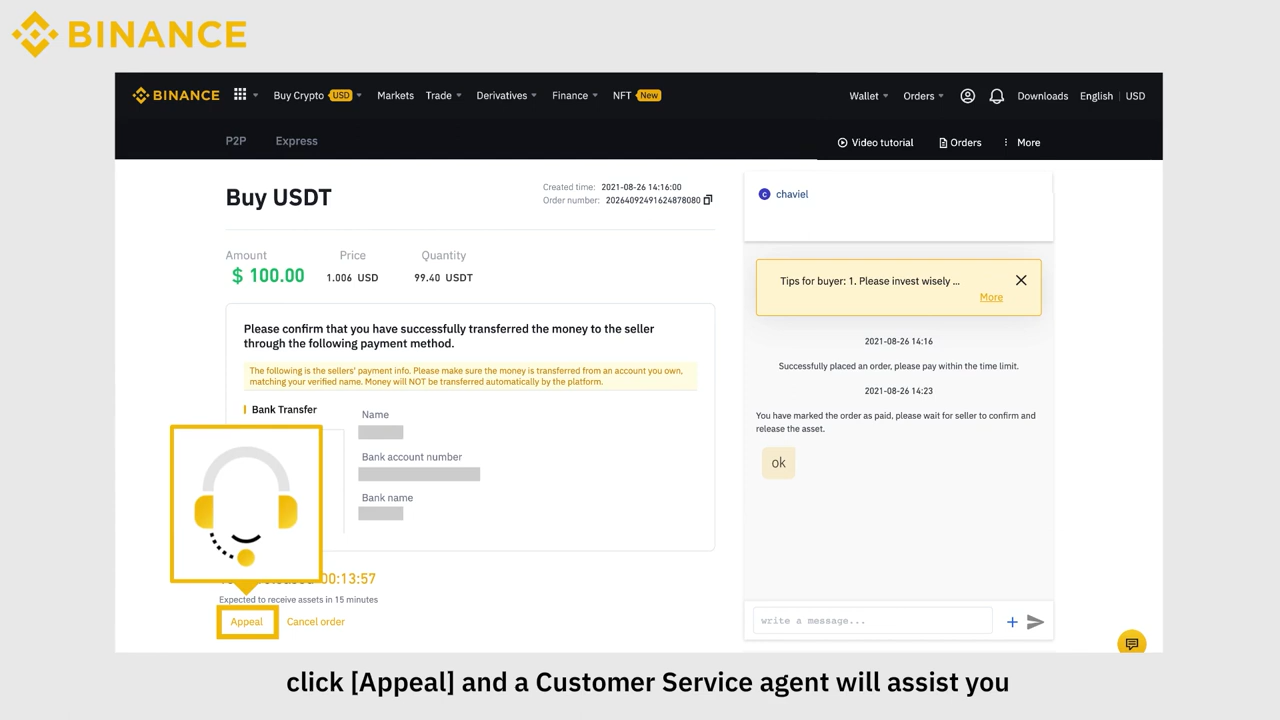 BINANCE
BINANCE
Buy Crypto USD
Markets
Trade
Derivatives
Finance
NFT New
Wallet
Orders
Downloads
English
USD
P2P
Express
Video tutorial
Orders
More
Buy USDT
Created time: 2021-08-26 14:16:00
Order number: 20264092491624878080
Amount
Price
Quantity
$ 100.00
1.006 USD
99.40 USDT
Please confirm that you have successfully transferred the money to the seller
through the following payment method.
The following is the sellers' payment info. Please make sure the money is transferred from an account you own,
matching your verified name. Money will NOT be transferred automatically by the platform.
Bank Transfer
Name
Bank account number
Bank name
00:13:57
Expected to receive assets in 15 minutes
Appeal
Cancel order
c chaviel
Tips for buyer: 1. Please invest wisely ...
More
2021-08-26 14:16
Successfully placed an order, please pay within the time limit.
2021-08-26 14:23
You have marked the order as paid, please wait for seller to confirm and
release the asset.
ok
write a message...
click [Appeal] and a Customer Service agent will assist you